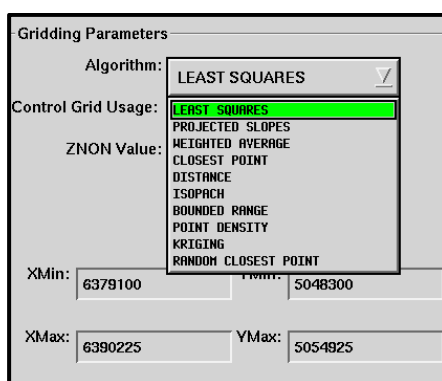 Gridding Parameters
Algorithm: LEAST SQUARES
Control Grid Usage:
LEAST SQUARES
PROJECTED SLOPES
ZNON Value:
WEIGHTED AVERAGE
CLOSEST POINT
DISTANCE
ISOPACH
BOUNDED RANGE
POINT DENSITY
KRIGING
RANDOM CLOSEST POINT
XMin: 6379100 YMin: 5048300
XMax: 6390225 YMax: 5054925